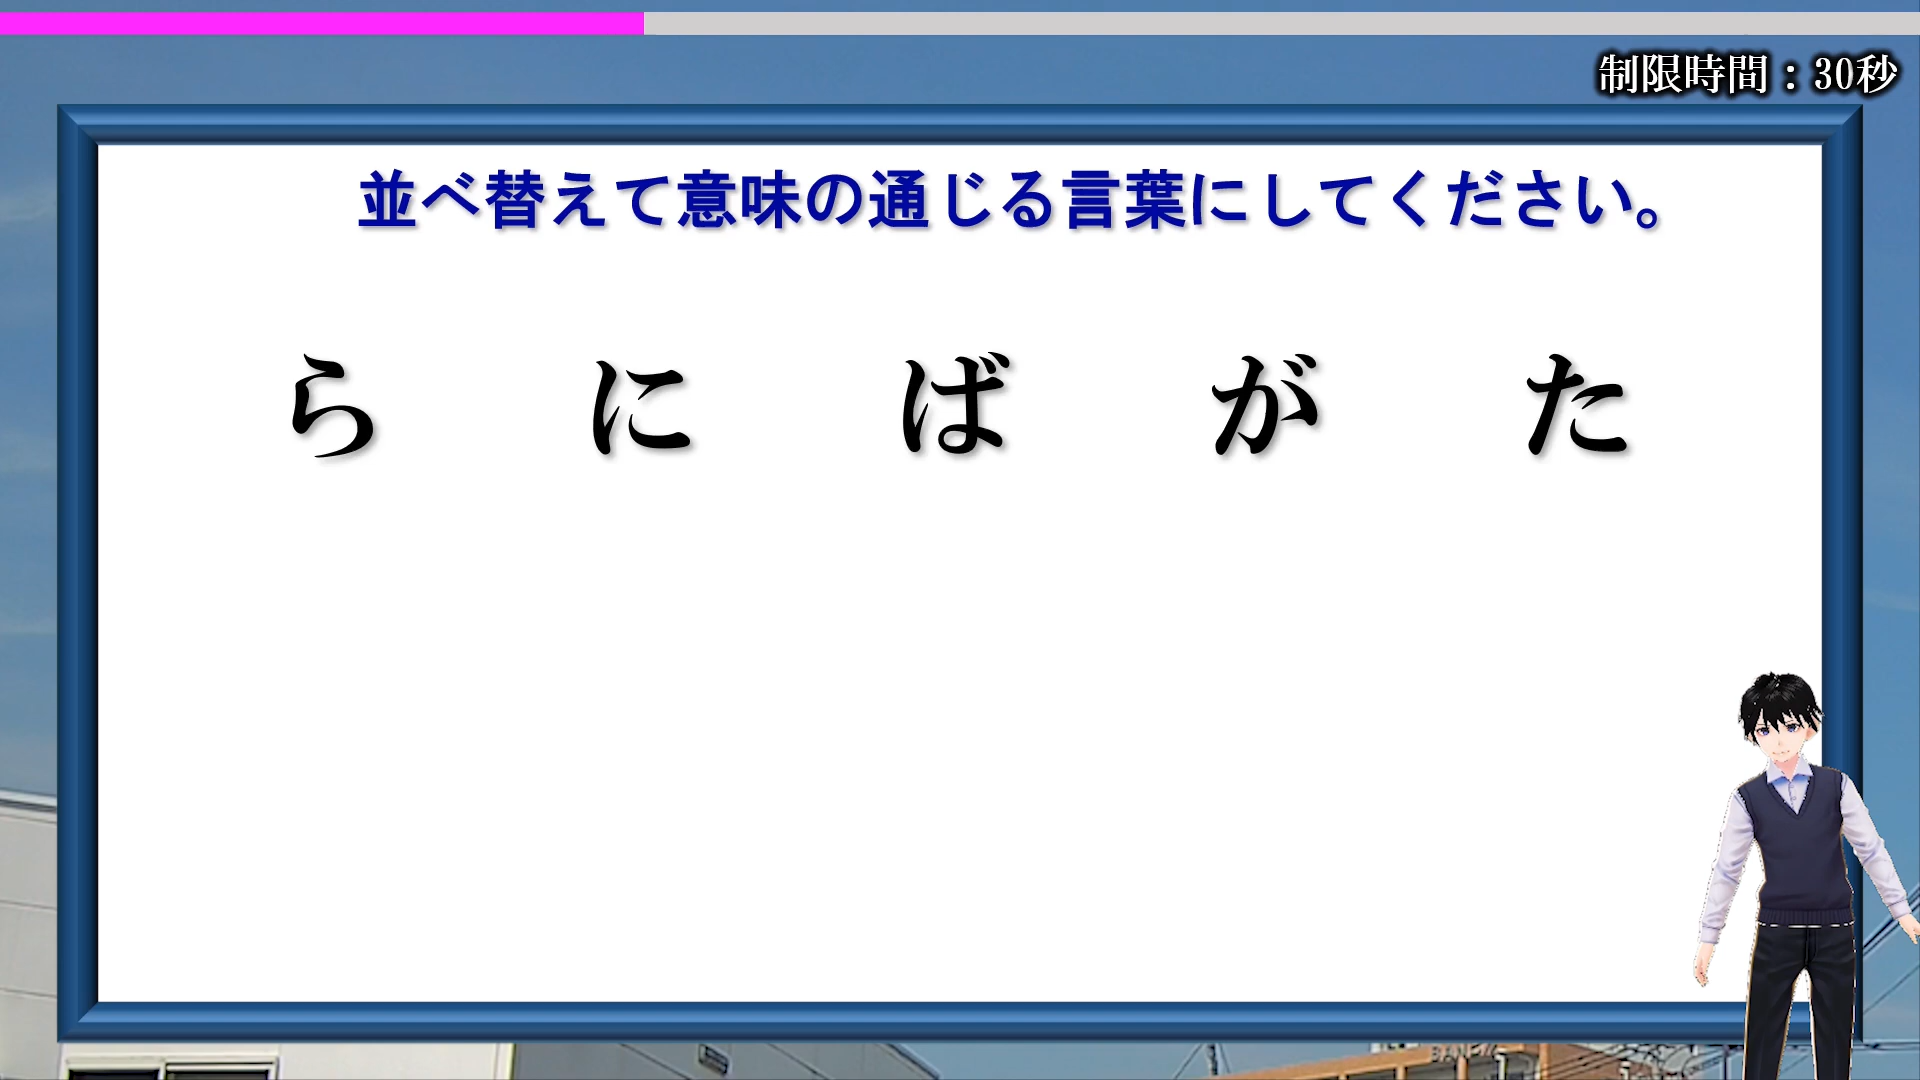 制限時間：30秒
並べ替えて意味の通じる言葉にしてください。
ら に ば が た